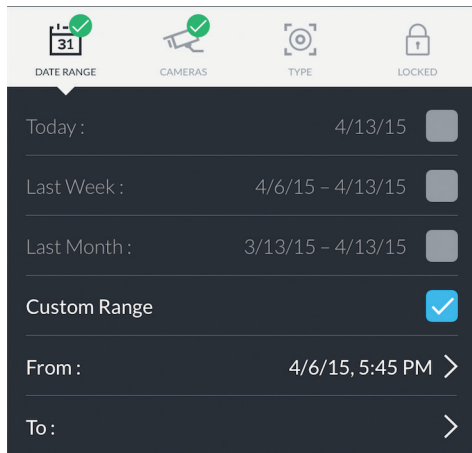 31
DATE RANGE CAMERAS TYPE LOCKED
Today : 4/13/15
Last Week : 4/6/15 – 4/13/15
Last Month : 3/13/15 – 4/13/15
Custom Range
From : 4/6/15, 5:45 PM
To :